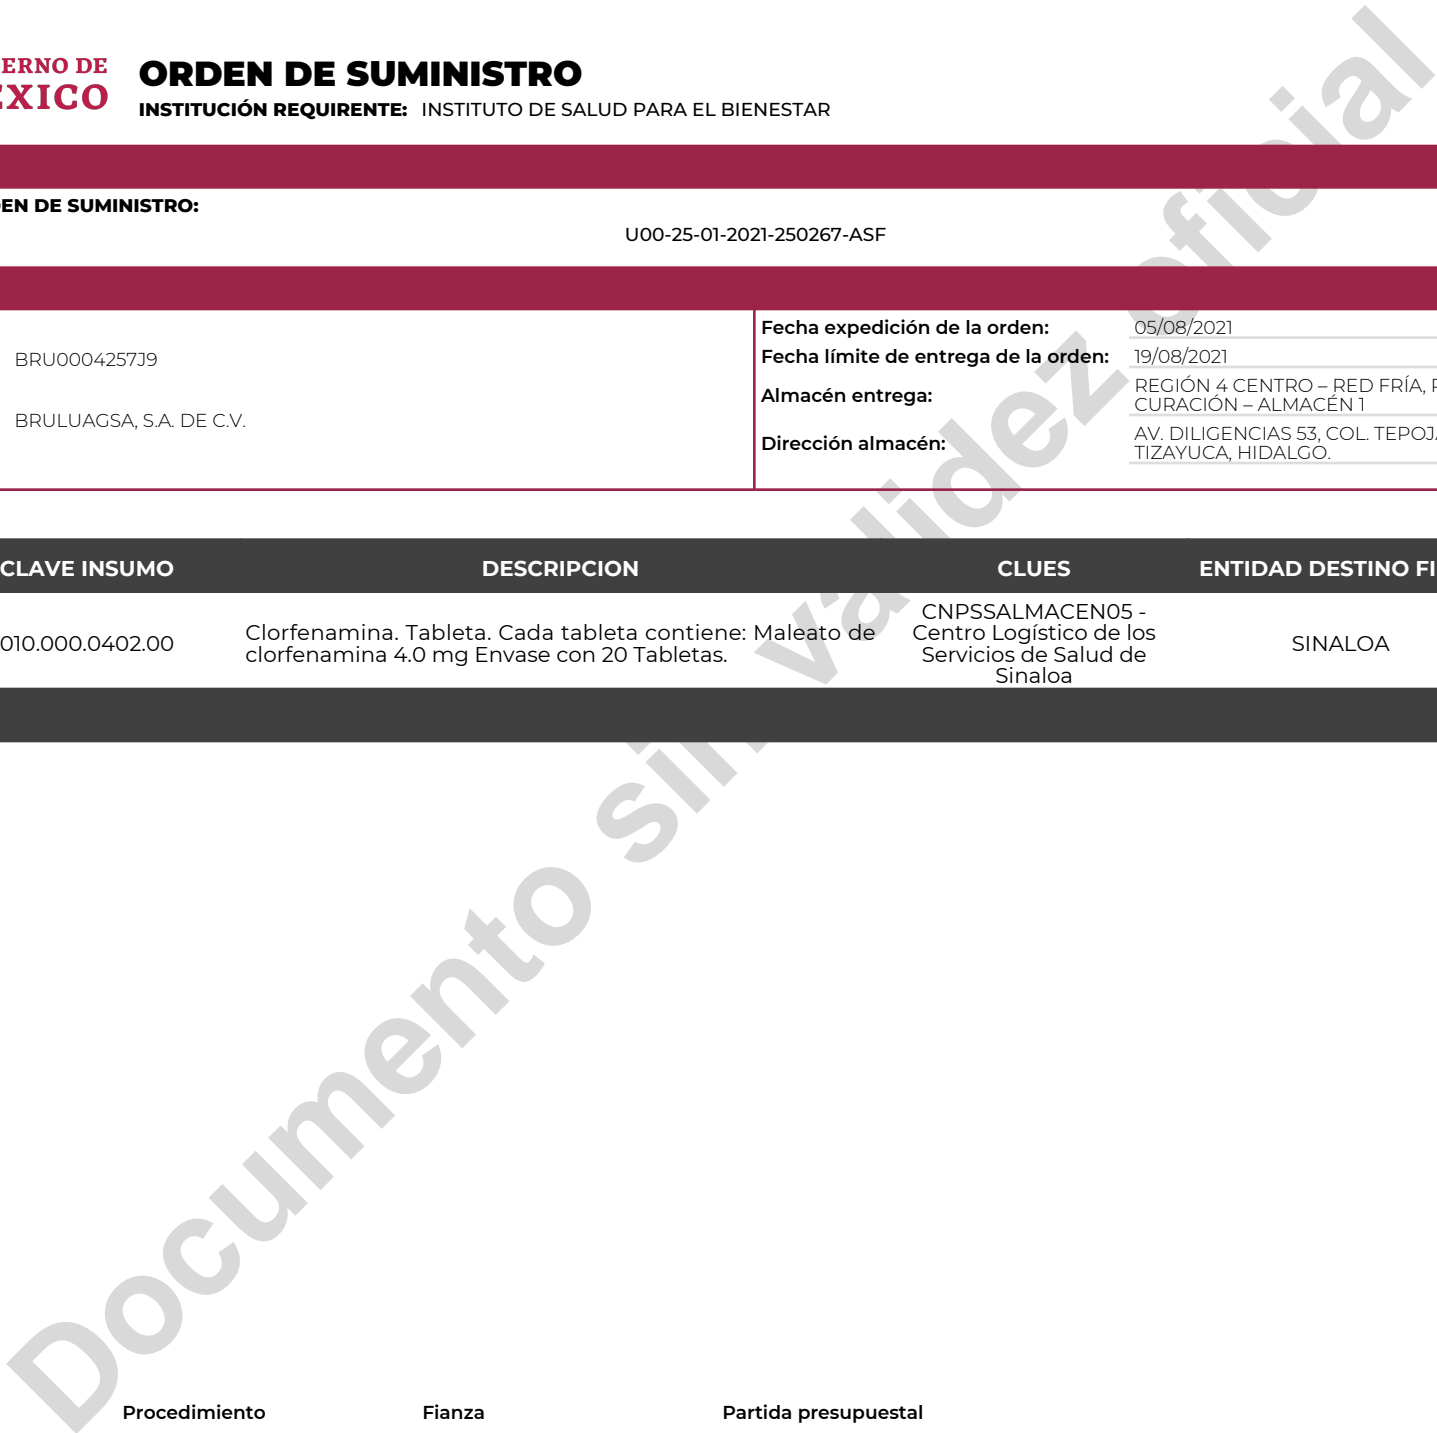 ERNO DE
EXICO
ORDEN DE SUMINISTRO
INSTITUCIÓN REQUIRENTE: INSTITUTO DE SALUD PARA EL BIENESTAR
EN DE SUMINISTRO:
U00-25-01-2021-250267-ASF
BRU0004257J9
BRULUAGSA, S.A. DE C.V.
Fecha expedición de la orden: 05/08/2021
Fecha límite de entrega de la orden: 19/08/2021
Almacén entrega: REGIÓN 4 CENTRO – RED FRÍA,
CURACIÓN – ALMACÉN 1
Dirección almacén: AV. DILIGENCIAS 53, COL. TEPOJA
TIZAYUCA, HIDALGO.
CLAVE INSUMO DESCRIPCION CLUES ENTIDAD DESTINO FI
010.000.0402.00
Clorfenamina. Tableta. Cada tableta contiene: Maleato de
clorfenamina 4.0 mg Envase con 20 Tabletas.
CNPSSALMACEN05 -
Centro Logístico de los
Servicios de Salud de
Sinaloa
SINALOA
Documento sin validez oficial
Procedimiento Fianza Partida presupuestal